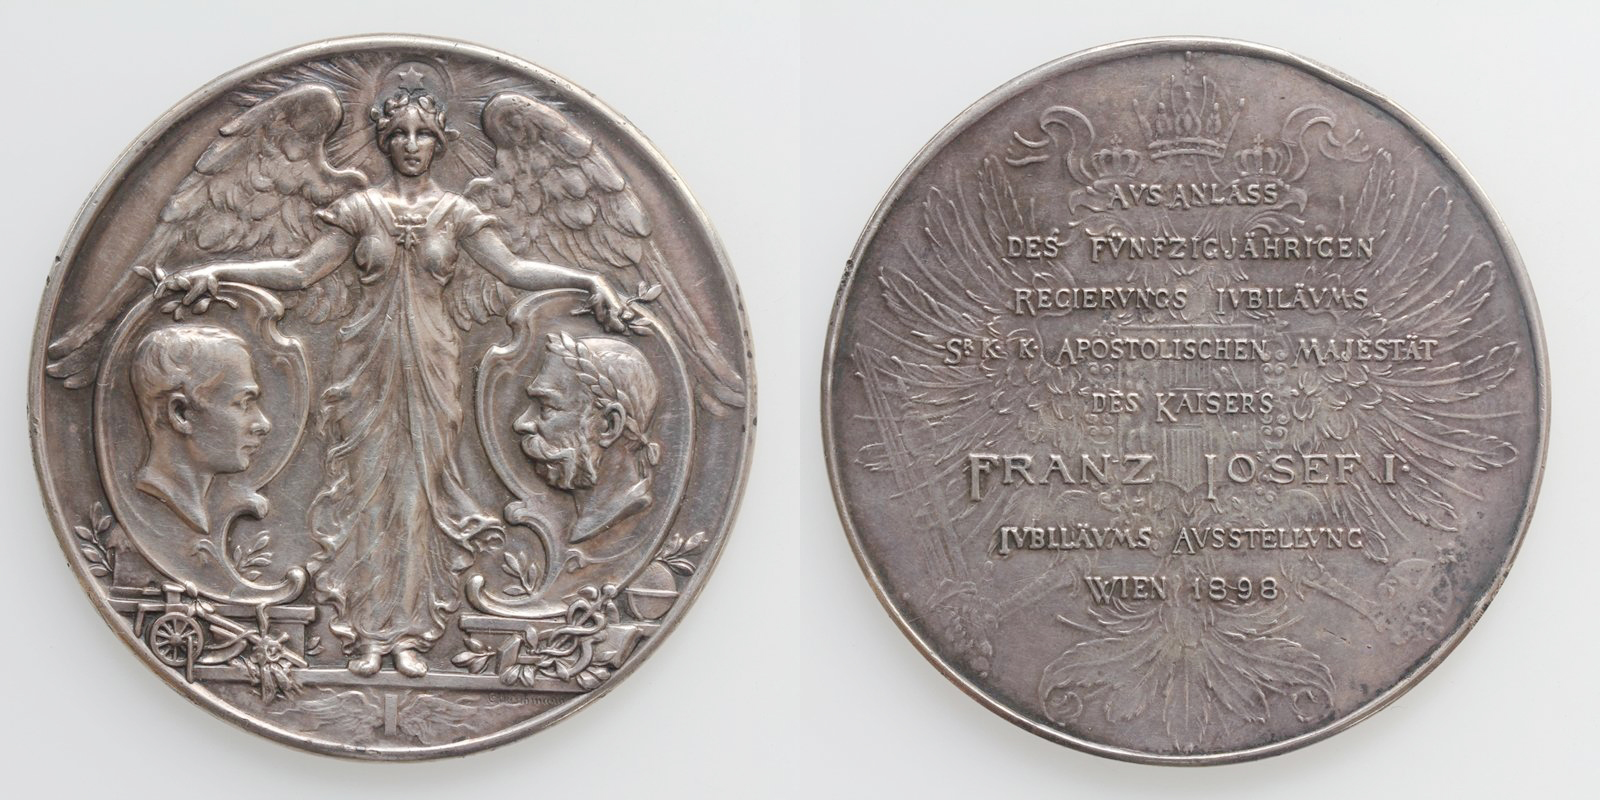 AVS ANLASS
DES FVNFZIGJÄHRIGEN
REGIERVNGS IVBILÄVMS
SR. K. K. APOSTOLISCHEN MAJESTÄT
DES KAISERS
FRANZ JOSEF I.
IVBILÄVMS AVSSTELLVNG
WIEN 1898